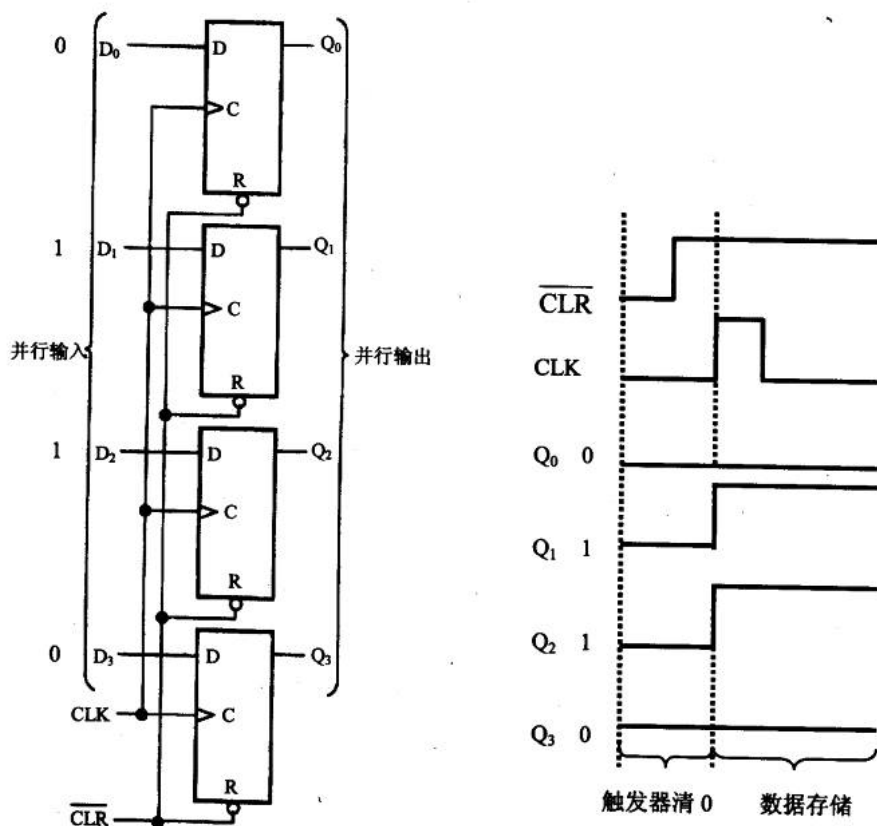 0 D₀ D Q₀
C
R
1 D₁ D Q₁
C
并行输入 并行输出
R
1 D₂ D Q₂
C
R
0 D₃ D Q₃
CLK C
R
CLR
CLR
CLK
Q₀ 0
Q₁ 1
Q₂ 1
Q₃ 0
触发器清 0 数据存储